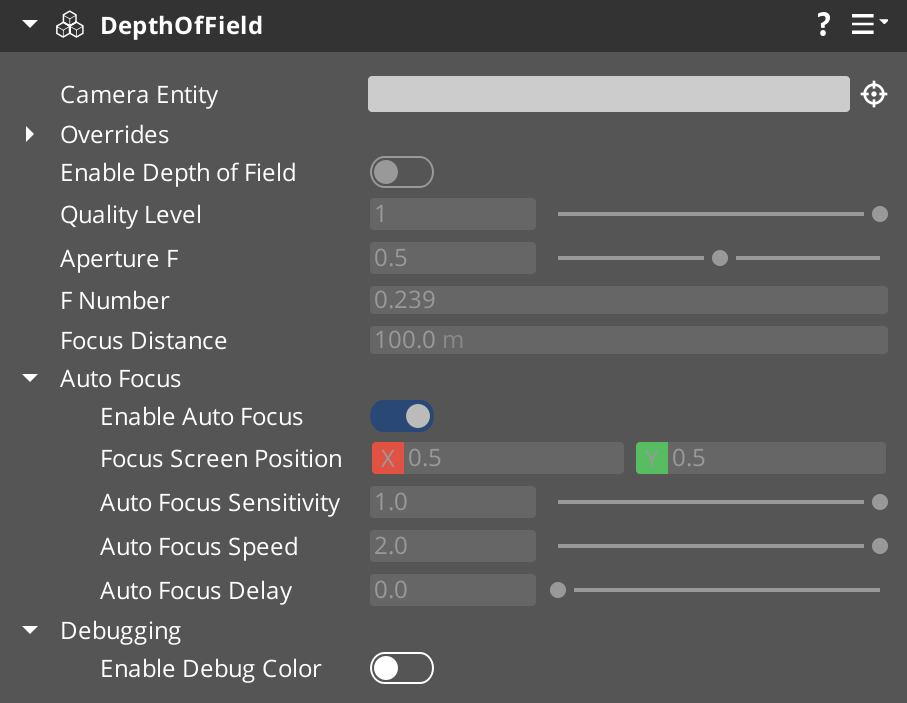 DepthOfField ?
Camera Entity
Overrides
Enable Depth of Field
Quality Level 1
Aperture F 0.5
F Number 0.239
Focus Distance 100.0 m
Auto Focus
Enable Auto Focus
Focus Screen Position X 0.5 Y 0.5
Auto Focus Sensitivity 1.0
Auto Focus Speed 2.0
Auto Focus Delay 0.0
Debugging
Enable Debug Color